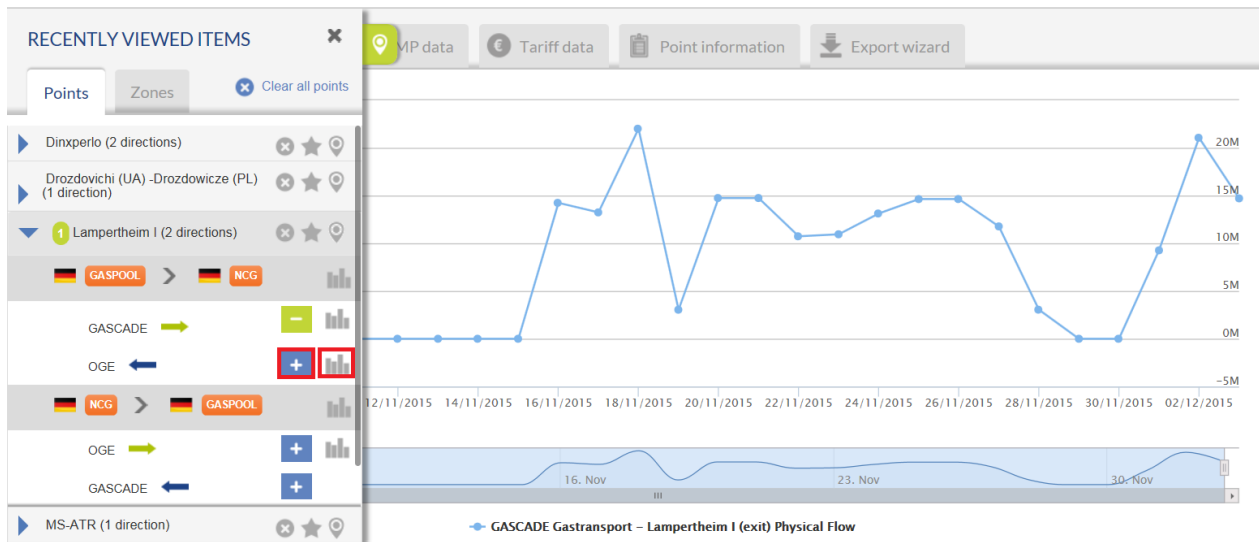 RECENTLY VIEWED ITEMS
MP data
Tariff data
Point information
Export wizard
Points
Zones
Clear all points
Dinxperlo (2 directions)
Drozdovichi (UA) -Drozdowicze (PL)
(1 direction)
1 Lampertheim I (2 directions)
GASPOOL > NCG
GASCADE
OGE
NCG > GASPOOL
OGE
GASCADE
MS-ATR (1 direction)
20M
15M
10M
5M
0M
−5M
12/11/2015 14/11/2015 16/11/2015 18/11/2015 20/11/2015 22/11/2015 24/11/2015 26/11/2015 28/11/2015 30/11/2015 02/12/2015
16. Nov 23. Nov 30. Nov
GASCADE Gastransport – Lampertheim I (exit) Physical Flow